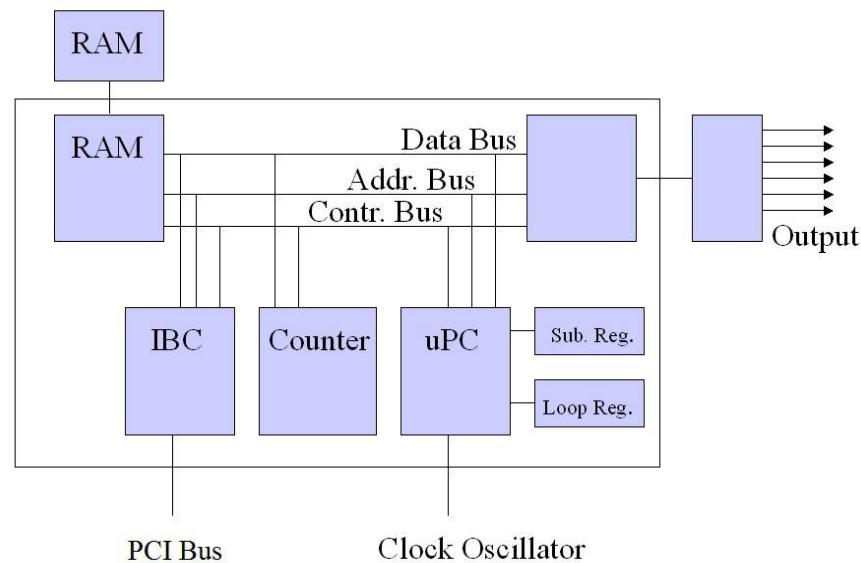 RAM
RAM
Data Bus
Addr. Bus
Contr. Bus
Output
IBC
Counter
uPC
Sub. Reg.
Loop Reg.
PCI Bus
Clock Oscillator